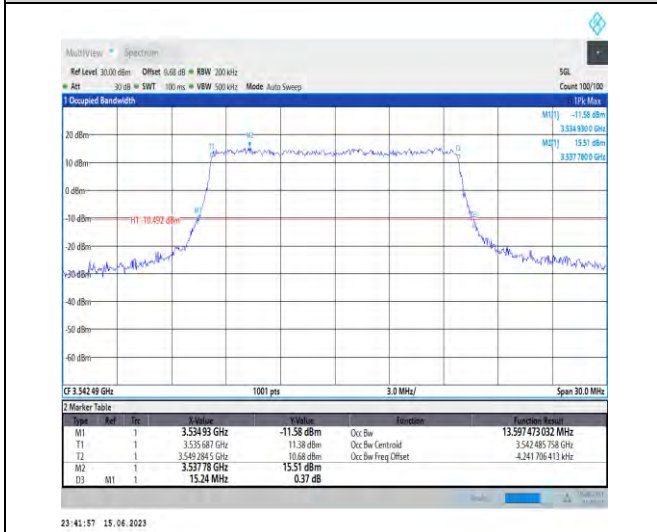 MultiView Spectrum
Ref Level 30.00 dBm Offset 0.68 dB RBW 200 kHz SGL
Att 30 dB SWT 100 ms VBW 500 kHz Mode Auto Sweep Count 100/100
1 Occupied Bandwidth 1Pk Max
M1[1] -11.58 dBm
3.534 930 0 GHz
M2[1] 15.51 dBm
3.537 780 0 GHz
20 dBm
10 dBm
0 dBm
-10 dBm
-20 dBm
-30 dBm
-40 dBm
-50 dBm
-60 dBm
T1
M2
T2
H1 -10.492 dBm
M1
D3
CF 3.542 49 GHz 1001 pts 3.0 MHz/ Span 30.0 MHz
2 Marker Table
Type Ref Trc X-Value Y-Value Function Function Result
M1 1 3.534 93 GHz -11.58 dBm Occ Bw 13.597 473 032 MHz
T1 1 3.535 687 GHz 11.38 dBm Occ Bw Centroid 3.542 485 758 GHz
T2 1 3.549 284 5 GHz 10.68 dBm Occ Bw Freq Offset -4.241 706 413 kHz
M2 1 3.537 78 GHz 15.51 dBm
D3 M1 1 15.24 MHz 0.37 dB
23:41:57 15.06.2023